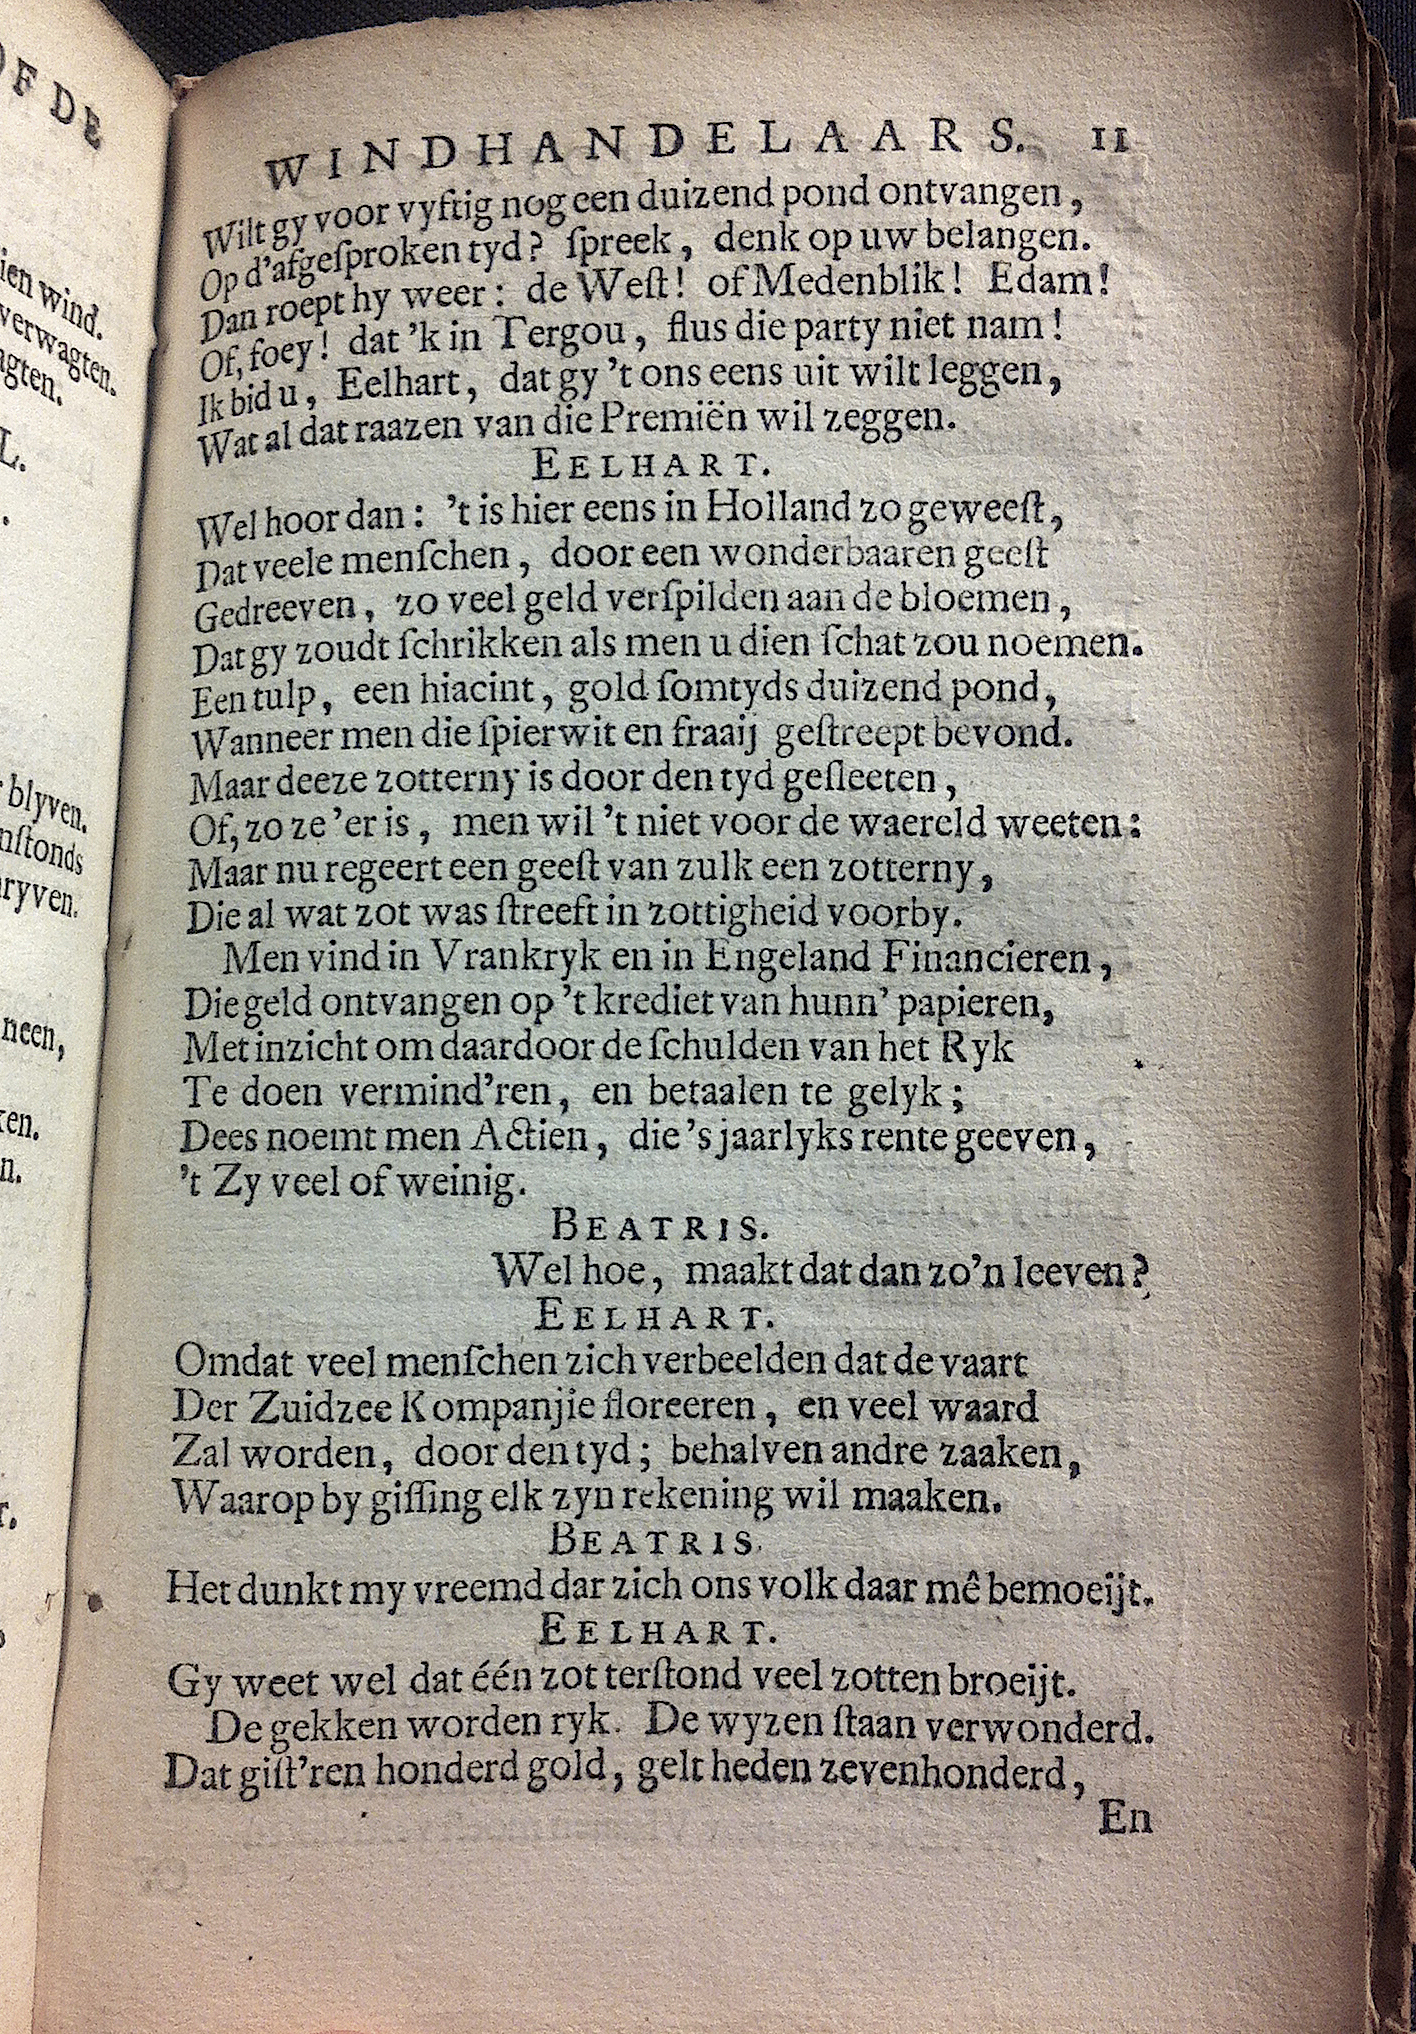 OF DE
ien wind.
verwagten.
agten.
L.
blyven.
nſtonds
ryven.
neen,
ken.
n.
WINDHANDELAARS. 11
Wilt gy voor vyftig nog een duizend pond ontvangen,
Op d'afgeſproken tyd? ſpreek, denk op uw belangen.
Dan roept hy weer: de Weſt! of Medenblik! Edam!
Of, foey! dat 'k in Tergou, flus die party niet nam!
Ik bid u, Eelhart, dat gy 't ons eens uit wilt leggen,
Wat al dat raazen van die Premiën wil zeggen.
EELHART.
Wel hoor dan: 't is hier eens in Holland zo geweeſt,
Dat veele menſchen, door een wonderbaaren geeſt
Gedreeven, zo veel geld verſpilden aan de bloemen,
Dat gy zoudt ſchrikken als men u dien ſchat zou noemen.
Een tulp, een hiacint, gold ſomtyds duizend pond,
Wanneer men die ſpierwit en fraaij geſtreept bevond.
Maar deeze zotterny is door den tyd geſleeten,
Of, zo ze 'er is, men wil 't niet voor de waereld weeten:
Maar nu regeert een geeſt van zulk een zotterny,
Die al wat zot was ſtreeft in zottigheid voorby.
Men vind in Vrankryk en in Engeland Financieren,
Die geld ontvangen op 't krediet van hunn' papieren,
Met inzicht om daardoor de ſchulden van het Ryk
Te doen vermind'ren, en betaalen te gelyk;
Dees noemt men Actien, die 's jaarlyks rente geeven,
't Zy veel of weinig.
BEATRIS.
Wel hoe, maakt dat dan zo'n leeven?
EELHART.
Omdat veel menſchen zich verbeelden dat de vaart
Der Zuidzee Kompanjie floreeren, en veel waard
Zal worden, door den tyd; behalven andre zaaken,
Waarop by giſſing elk zyn rekening wil maaken.
BEATRIS.
Het dunkt my vreemd dar zich ons volk daar mê bemoeijt.
EELHART.
Gy weet wel dat één zot terſtond veel zotten broeijt.
De gekken worden ryk. De wyzen ſtaan verwonderd.
Dat giſt'ren honderd gold, gelt heden zevenhonderd,
En